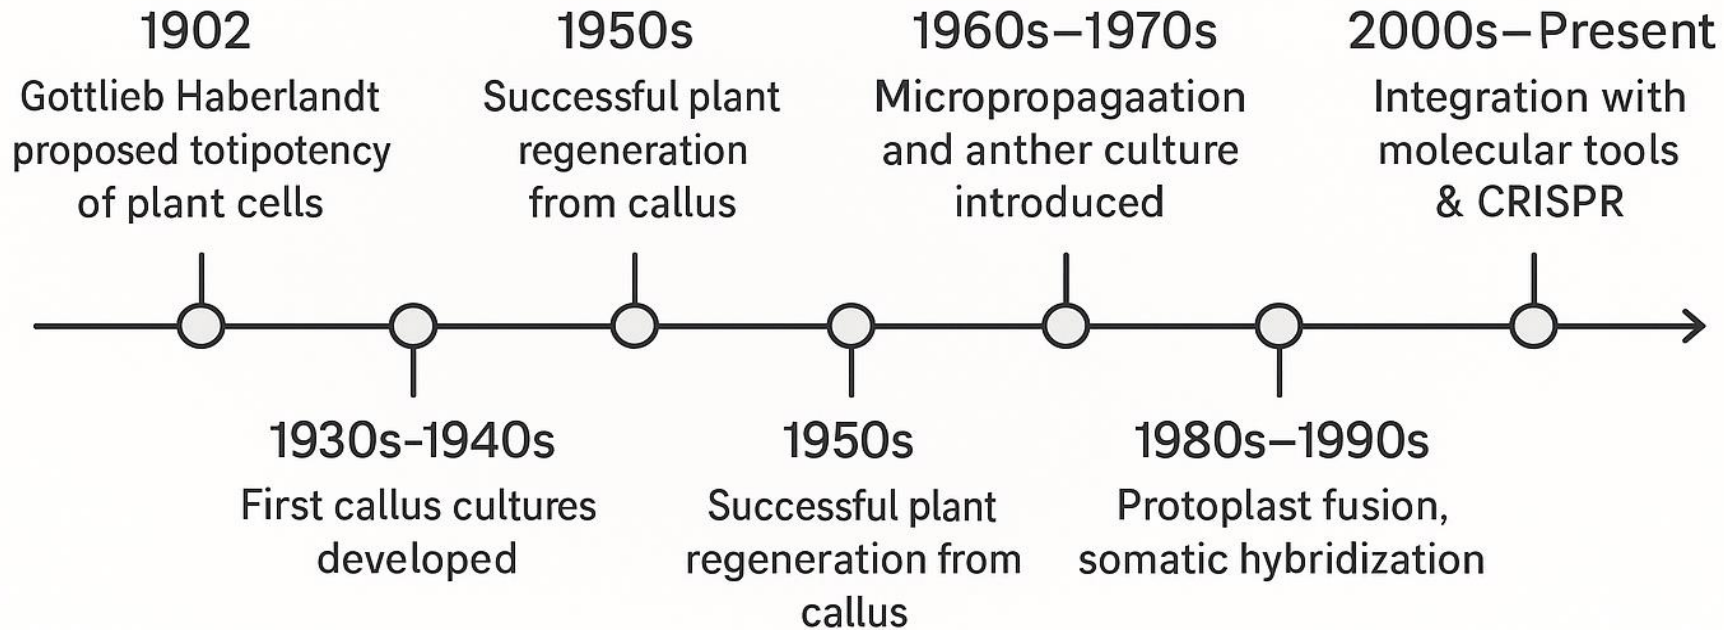 1902
Gottlieb Haberlandt
proposed totipotency
of plant cells
1950s
Successful plant
regeneration
from callus
1960s–1970s
Micropropagaation
and anther culture
introduced
2000s–Present
Integration with
molecular tools
& CRISPR
1930s-1940s
First callus cultures
developed
1950s
Successful plant
regeneration from
callus
1980s–1990s
Protoplast fusion,
somatic hybridization